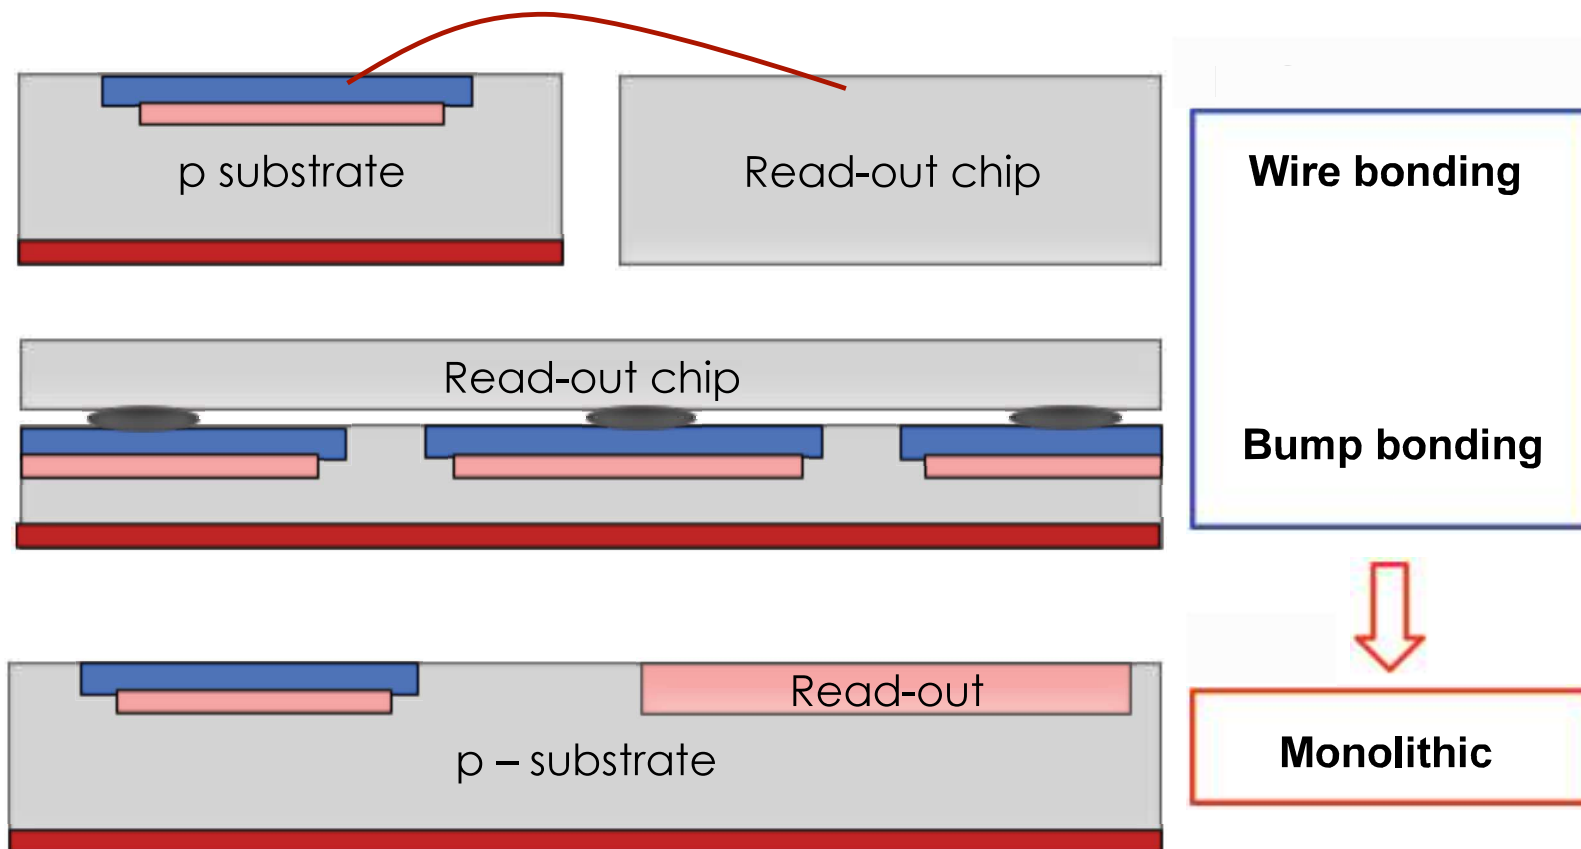 p substrate
Read-out chip
Wire bonding
Read-out chip
Bump bonding
Read-out
p – substrate
Monolithic